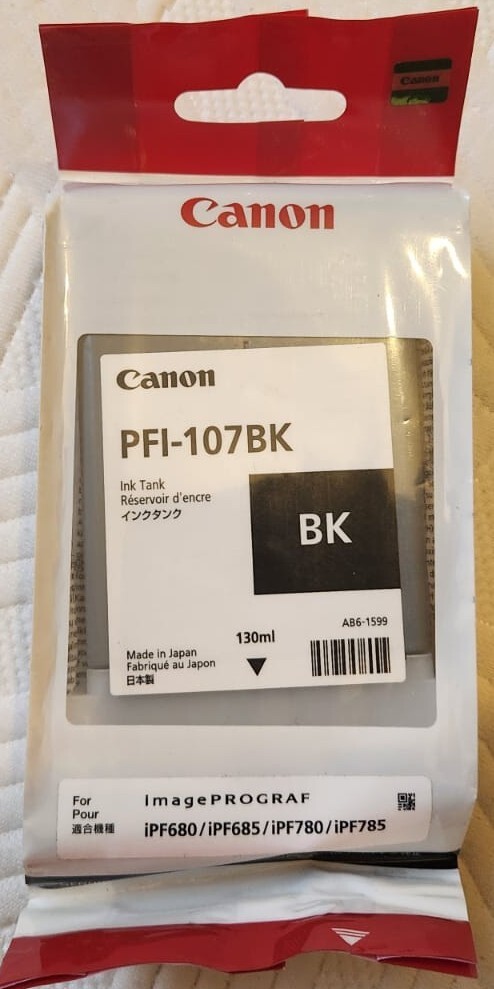 Canon
Canon
Canon
PFI-107BK
Ink Tank
Réservoir d'encre
インクタンク
BK
AB6-1599
130ml
Made in Japan
Fabriqué au Japon
日本製
For
Pour
適合機種
imagePROGRAF
iPF680/iPF685/iPF780/iPF785